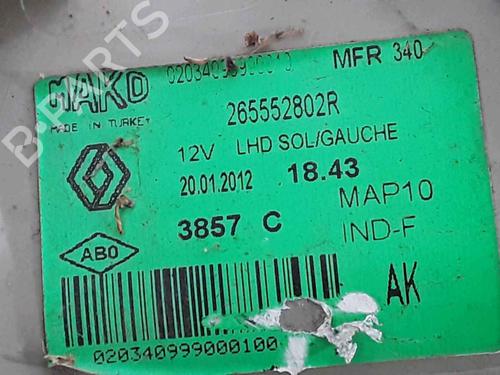 MAKO
MFR 340
MADE IN TURKEY
265552802R
12V LHD SOL/GAUCHE
20.01.2012 18.43
MAP10
3857 C
IND-F
ABO
AK
020340999000100
B-PARTS